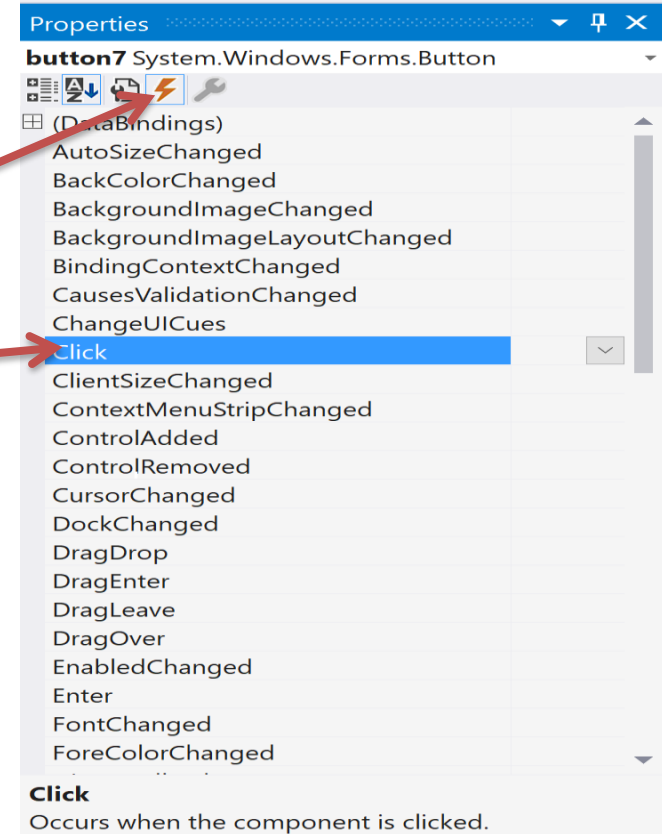 Properties
button7 System.Windows.Forms.Button
(DataBindings)
AutoSizeChanged
BackColorChanged
BackgroundImageChanged
BackgroundImageLayoutChanged
BindingContextChanged
CausesValidationChanged
ChangeUICues
Click
ClientSizeChanged
ContextMenuStripChanged
ControlAdded
ControlRemoved
CursorChanged
DockChanged
DragDrop
DragEnter
DragLeave
DragOver
EnabledChanged
Enter
FontChanged
ForeColorChanged
Click
Occurs when the component is clicked.